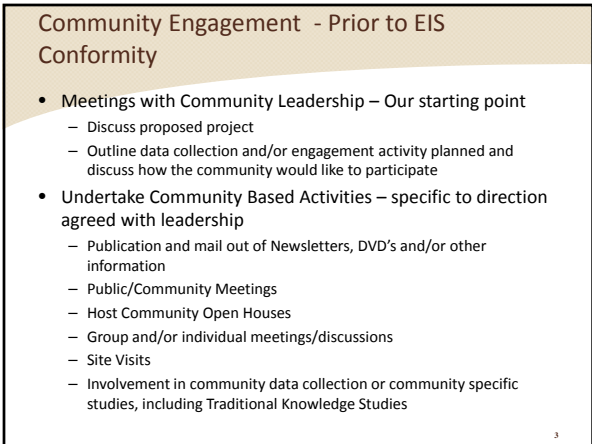 Community Engagement - Prior to EIS
Conformity
• Meetings with Community Leadership – Our starting point
– Discuss proposed project
– Outline data collection and/or engagement activity planned and
discuss how the community would like to participate
• Undertake Community Based Activities – specific to direction
agreed with leadership
– Publication and mail out of Newsletters, DVD's and/or other
information
– Public/Community Meetings
– Host Community Open Houses
– Group and/or individual meetings/discussions
– Site Visits
– Involvement in community data collection or community specific
studies, including Traditional Knowledge Studies
3